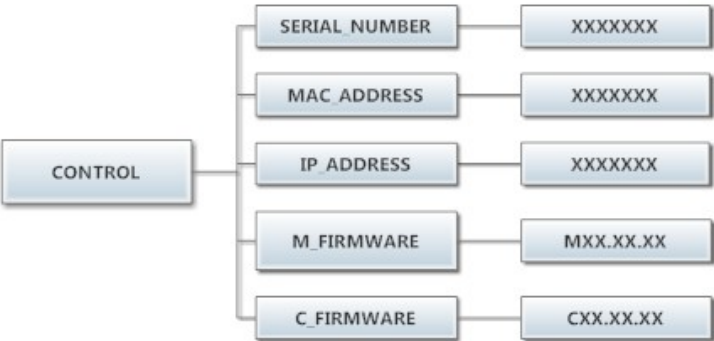 SERIAL_NUMBER XXXXXXX
MAC_ADDRESS XXXXXXX
IP_ADDRESS XXXXXXX
CONTROL
M_FIRMWARE MXX.XX.XX
C_FIRMWARE CXX.XX.XX